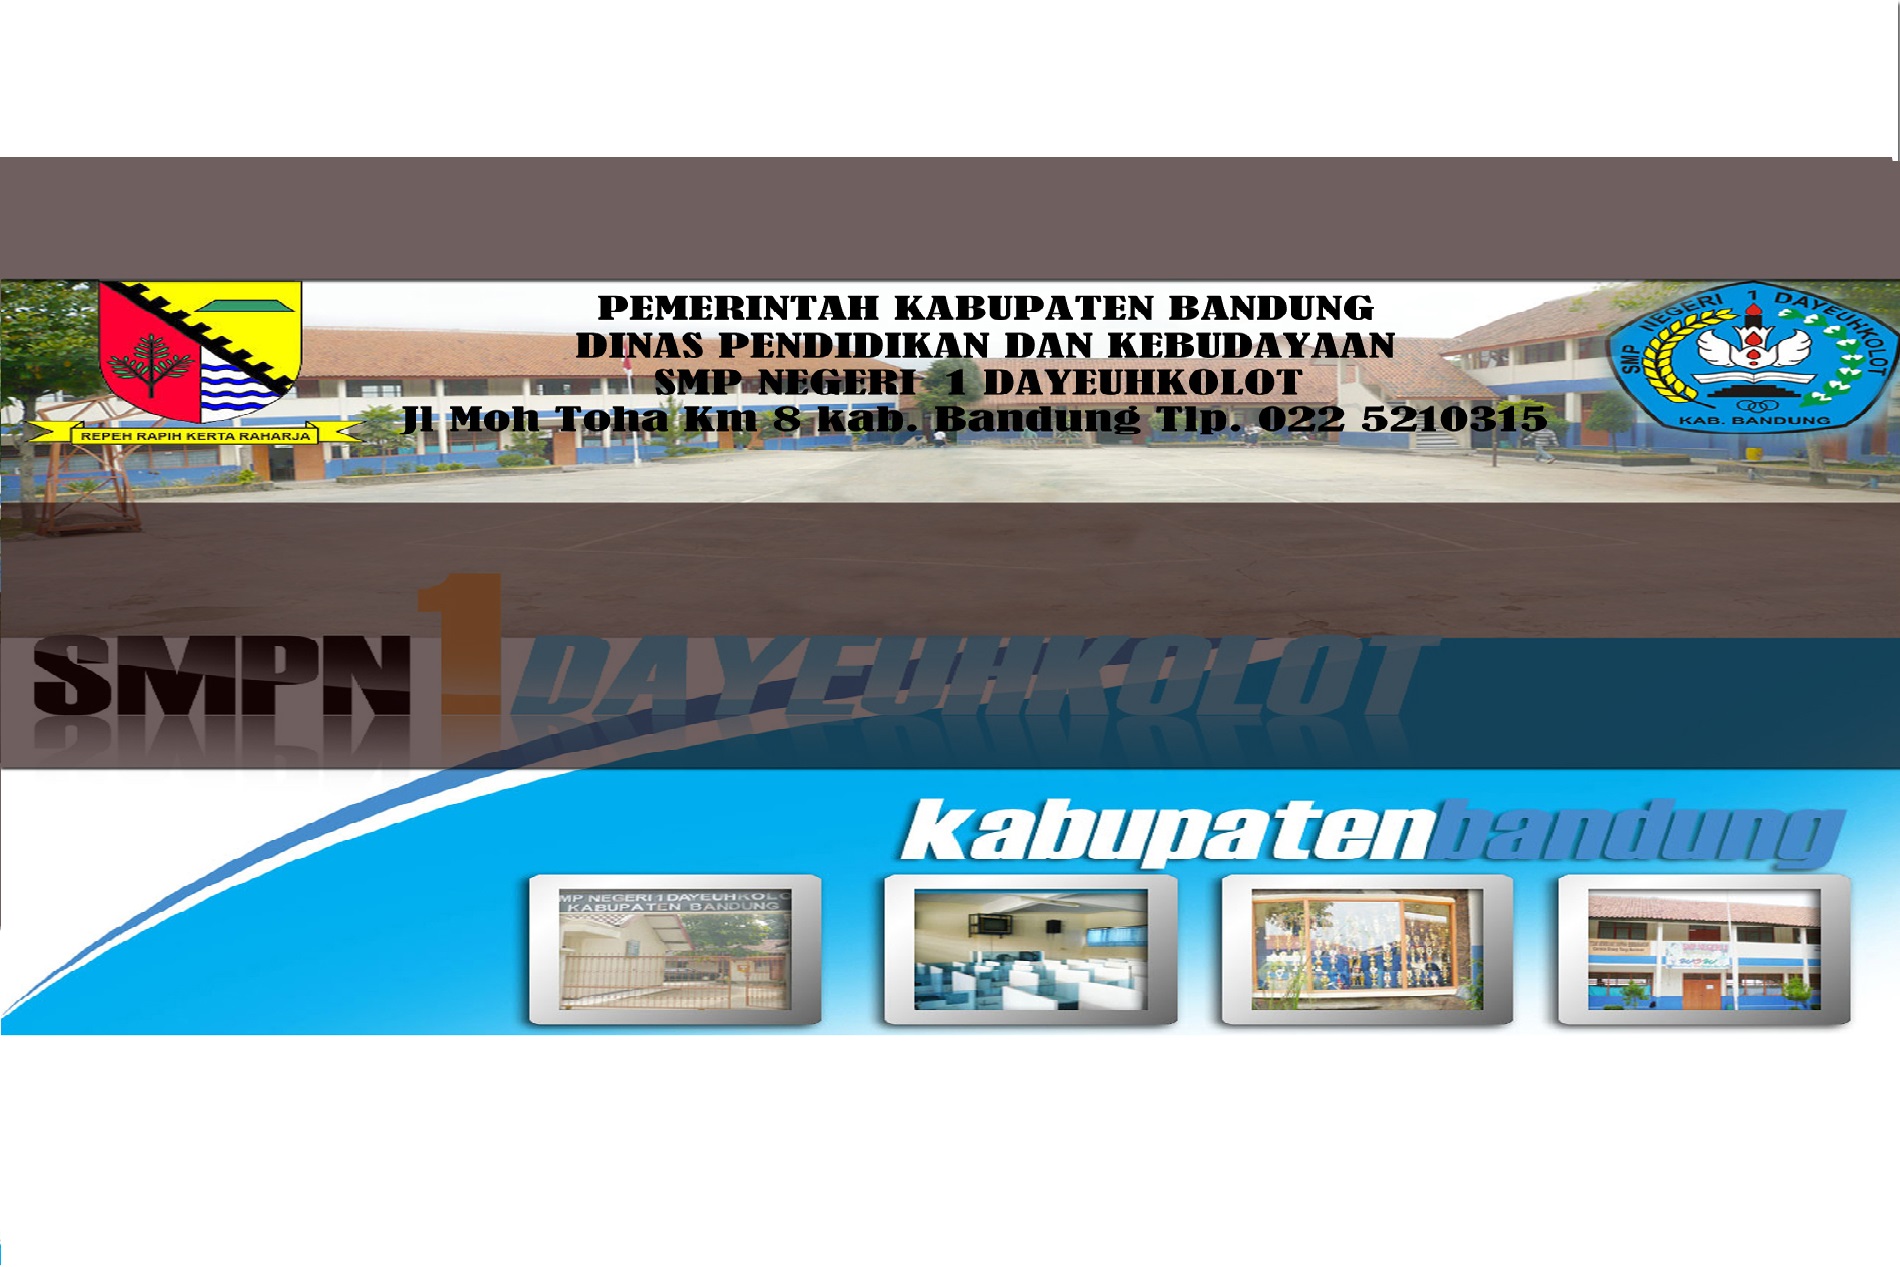 PEMERINTAH KABUPATEN BANDUNG
DINAS PENDIDIKAN DAN KEBUDAYAAN
SMP NEGERI 1 DAYEUHKOLOT
Jl Moh Toha Km 8 kab. Bandung Tlp. 022 5210315
REPEH RAPIH KERTA RAHARJA
SMP NEGERI 1 DAYEUHKOLOT
KAB. BANDUNG
SMPN 1 DAYEUHKOLOT
kabupatenbandung
MP NEGERI 1 DAYEUHKOLO
KABUPATEN BANDUNG